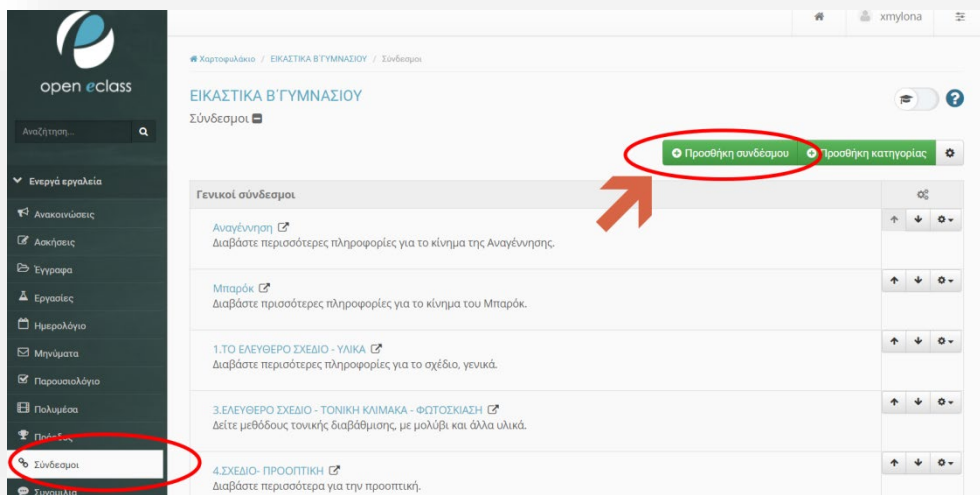 xmylona
open eclass
Χαρτοφυλάκιο / ΕΙΚΑΣΤΙΚΑ Β΄ΓΥΜΝΑΣΙΟΥ / Σύνδεσμοι
ΕΙΚΑΣΤΙΚΑ Β΄ΓΥΜΝΑΣΙΟΥ
Σύνδεσμοι
Αναζήτηση...
Προσθήκη συνδέσμου
Προσθήκη κατηγορίας
Ενεργά εργαλεία
Ανακοινώσεις
Ασκήσεις
Έγγραφα
Εργασίες
Ημερολόγιο
Μηνύματα
Παρουσιολόγιο
Πολυμέσα
Πρόοδος
Σύνδεσμοι
Συνομιλία
Γενικοί σύνδεσμοι
Αναγέννηση
Διαβάστε περισσότερες πληροφορίες για το κίνημα της Αναγέννησης.
Μπαρόκ
Διαβάστε πρισσότερες πληροφορίες για το κίνημα του Μπαρόκ.
1.ΤΟ ΕΛΕΥΘΕΡΟ ΣΧΕΔΙΟ - ΥΛΙΚΑ
Διαβάστε περισότερες πληροφορίες για το σχέδιο, γενικά.
3.ΕΛΕΥΘΕΡΟ ΣΧΕΔΙΟ - ΤΟΝΙΚΗ ΚΛΙΜΑΚΑ - ΦΩΤΟΣΚΙΑΣΗ
Δείτε μεθόδους τονικής διαβάθμισης, με μολύβι και άλλα υλικά.
4.ΣΧΕΔΙΟ- ΠΡΟΟΠΤΙΚΗ
Διαβάστε περισσότερα για την προοπτική.